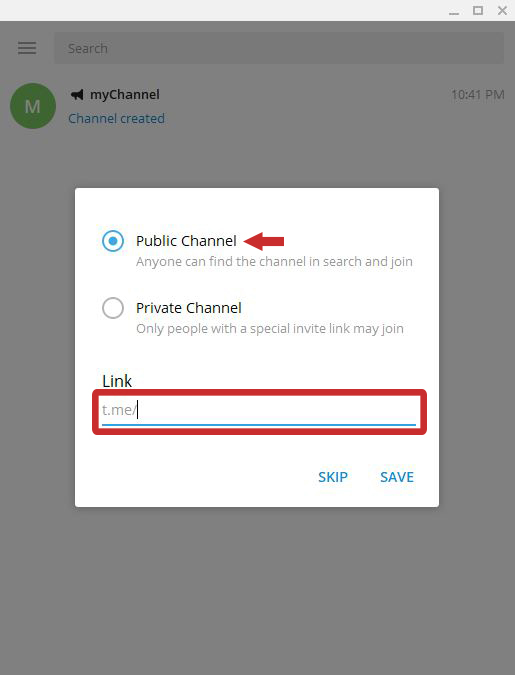 Search
myChannel 10:41 PM
M
Channel created
Public Channel
Anyone can find the channel in search and join
Private Channel
Only people with a special invite link may join
Link
t.me/
SKIP SAVE